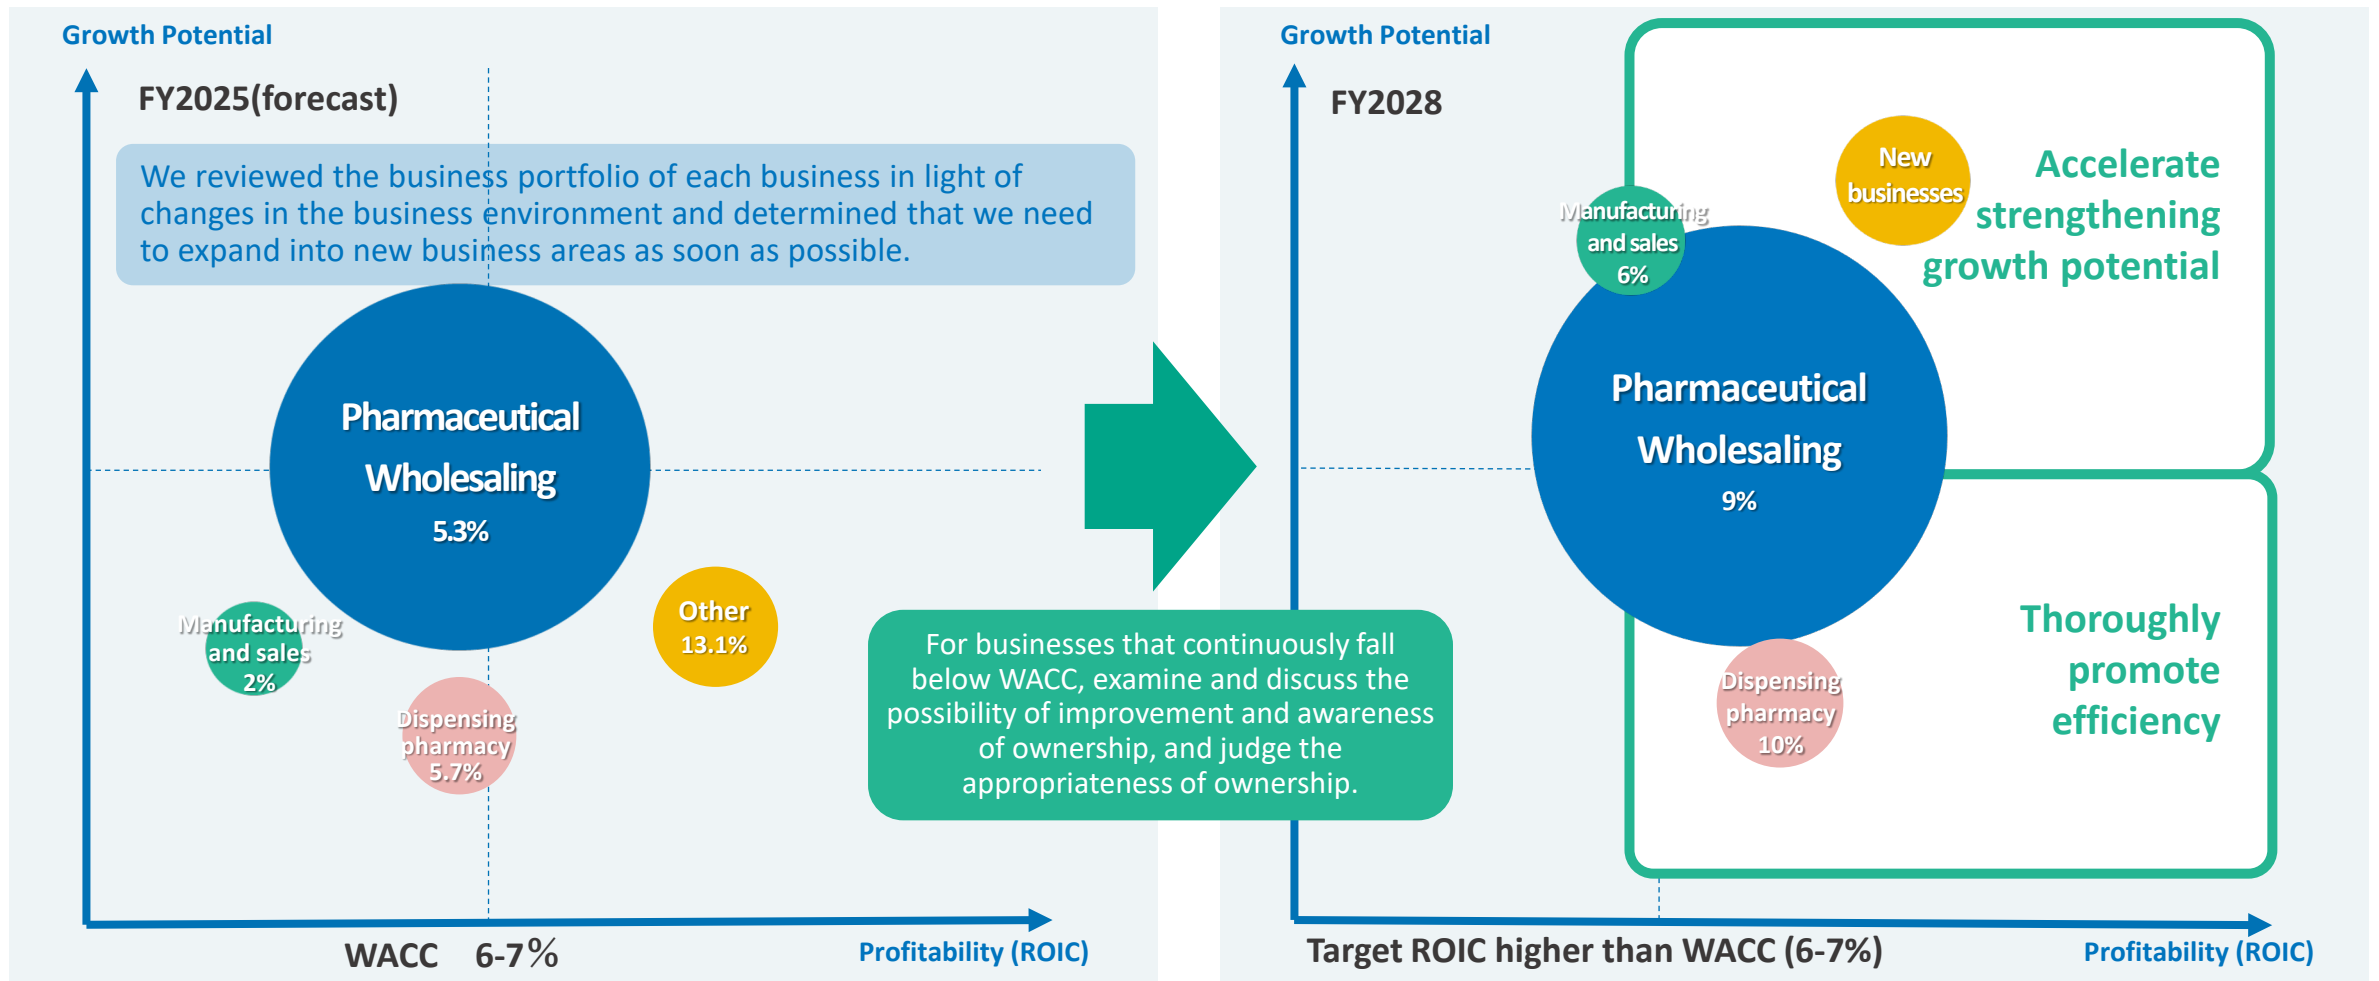 Growth Potential
FY2025(forecast)
We reviewed the business portfolio of each business in light of
changes in the business environment and determined that we need
to expand into new business areas as soon as possible.
Pharmaceutical
Wholesaling
5.3%
Manufacturing
and sales
2%
Dispensing
pharmacy
5.7%
Other
13.1%
WACC 6-7%
Profitability (ROIC)
For businesses that continuously fall
below WACC, examine and discuss the
possibility of improvement and awareness
of ownership, and judge the
appropriateness of ownership.
Growth Potential
FY2028
New
businesses
Accelerate
strengthening
growth potential
Manufacturing
and sales
6%
Pharmaceutical
Wholesaling
9%
Dispensing
pharmacy
10%
Thoroughly
promote
efficiency
Target ROIC higher than WACC (6-7%)
Profitability (ROIC)